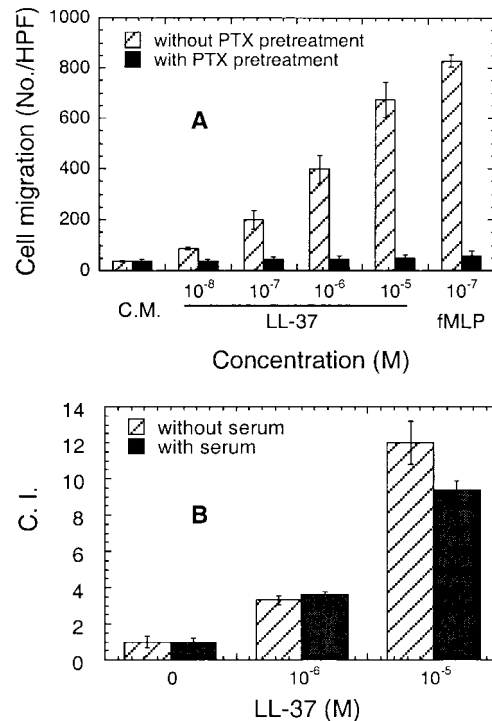 1000
800
600
400
200
0
Cell migration (No./HPF)
without PTX pretreatment
with PTX pretreatment
A
C.M.
10⁻⁸ 10⁻⁷ 10⁻⁶ 10⁻⁵ 10⁻⁷
LL-37
fMLP
Concentration (M)
14
12
10
8
6
4
2
0
C. I.
without serum
with serum
B
0 10⁻⁶ 10⁻⁵
LL-37 (M)